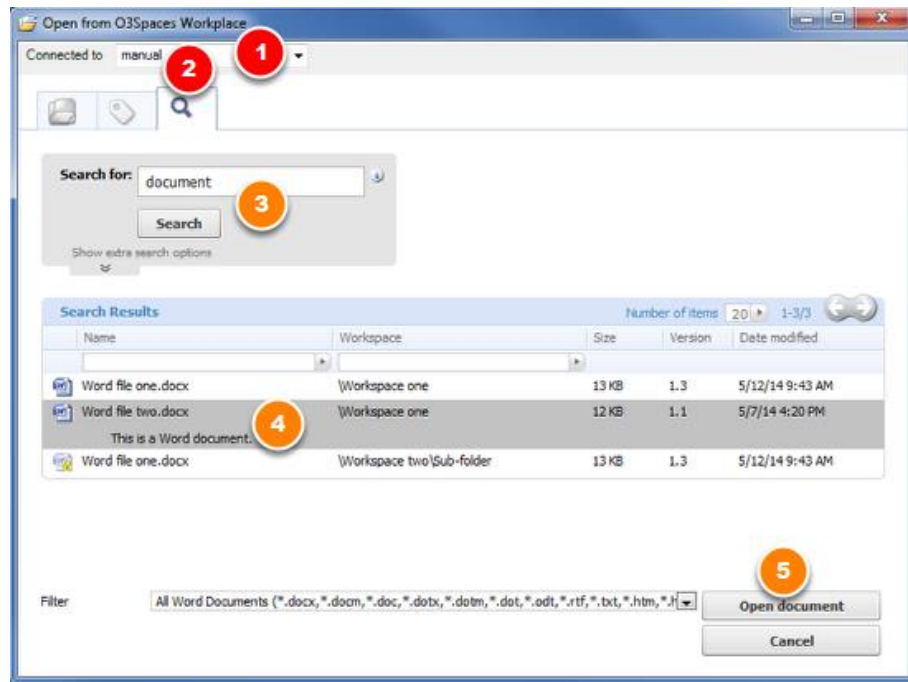 Open from O3Spaces Workplace
Connected to manual 1
2
Search for: document
3
Search
Show extra search options
Search Results Number of items 20 1-3/3
Name Workspace Size Version Date modified
Word file one.docx \Workspace one 13 KB 1.3 5/12/14 9:43 AM
Word file two.docx \Workspace one 12 KB 1.1 5/7/14 4:20 PM
This is a Word document. 4
Word file one.docx \Workspace two\Sub-folder 13 KB 1.3 5/12/14 9:43 AM
5
Filter All Word Documents (*.docx,*.docm,*.doc,*.dotx,*.dotm,*.dot,*.odt,*.rtf,*.txt,*.htm,*.h Open document
Cancel